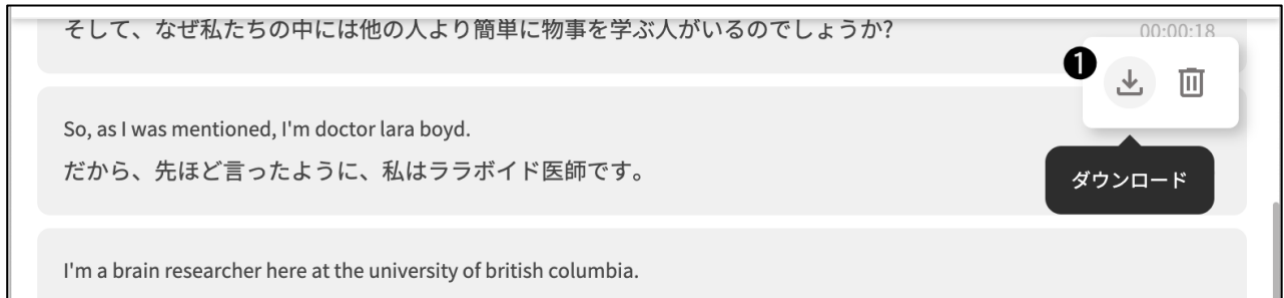 そして、なぜ私たちの中には他の人より簡単に物事を学ぶ人がいるのでしょうか?
00:00:18
1
So, as I was mentioned, I'm doctor lara boyd.
だから、先ほど言ったように、私はララボイド医師です。
ダウンロード
I'm a brain researcher here at the university of british columbia.